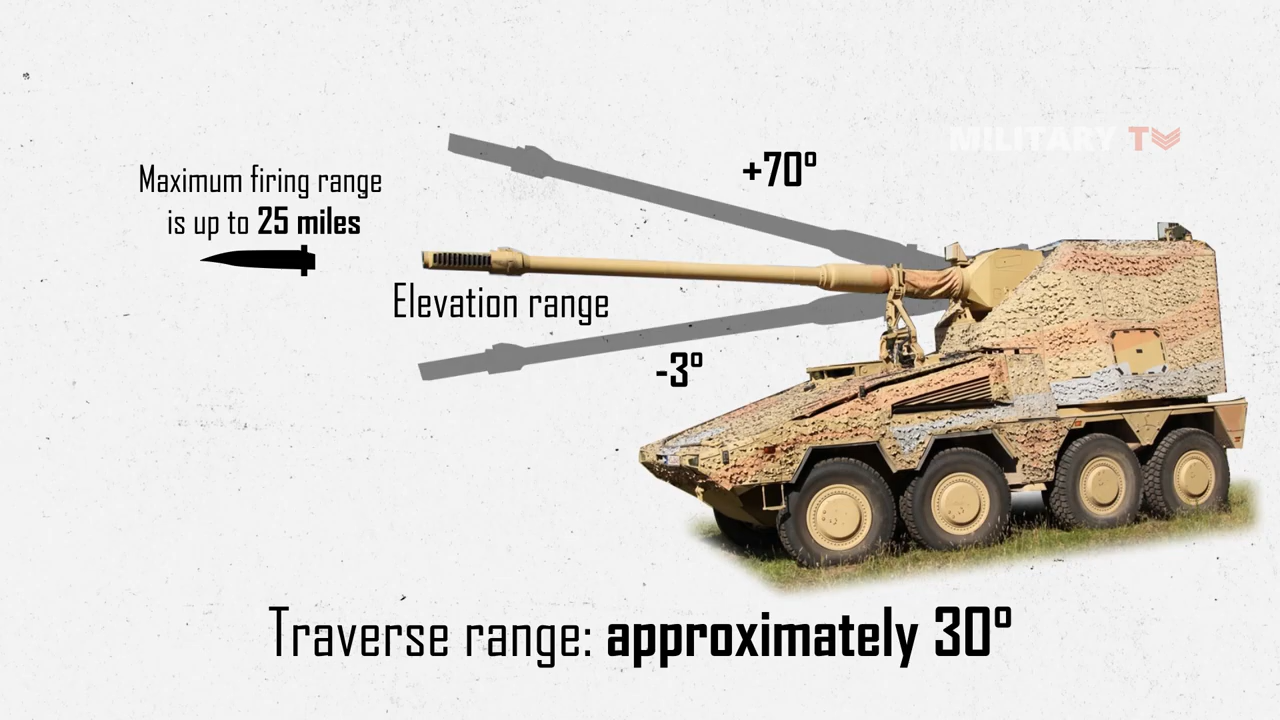 MILITARY TV
+70°
Maximum firing range
is up to 25 miles
Elevation range
-3°
Traverse range: approximately 30°